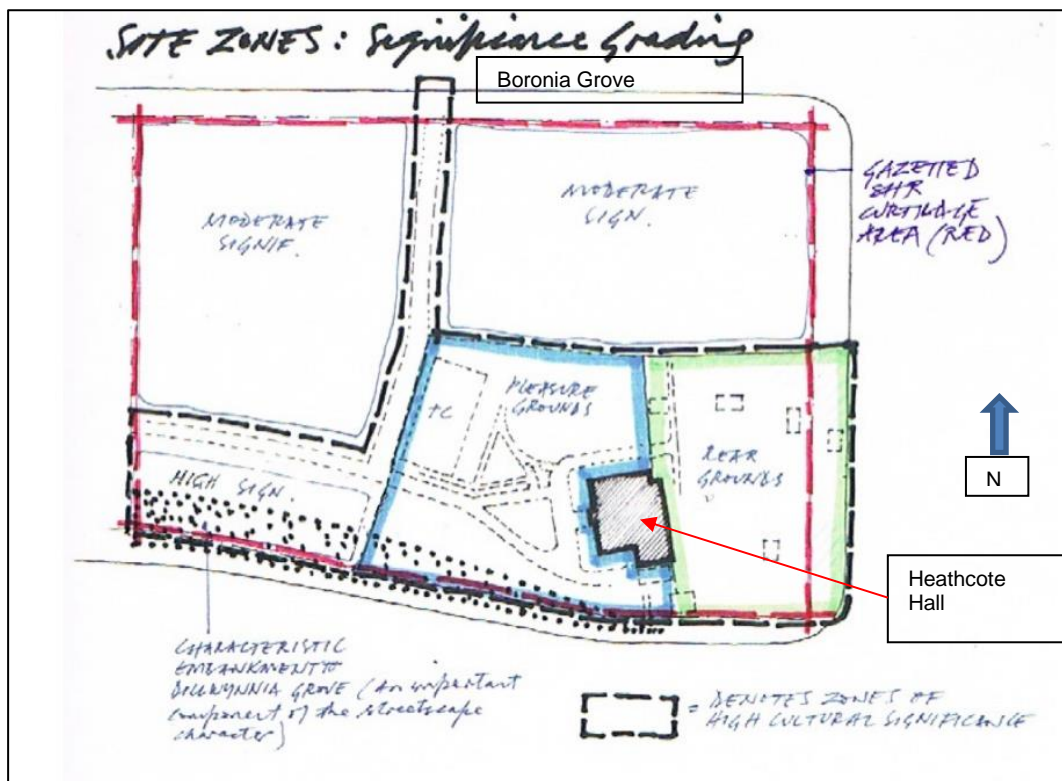 SITE ZONES: Significance Grading
Boronia Grove
GAZETTED
SHR
CURTILAGE
AREA (RED)
MODERATE
SIGNIF.
MODERATE
SIGN.
PLEASURE
GROUNDS
TC
REAR
GROUNDS
HIGH SIGN.
N
Heathcote
Hall
CHARACTERISTIC
EMBANKMENT
DILLWYNNIA GROVE (An important
component of the streetscape
character)
= DENOTES ZONES OF
HIGH CULTURAL SIGNIFICANCE